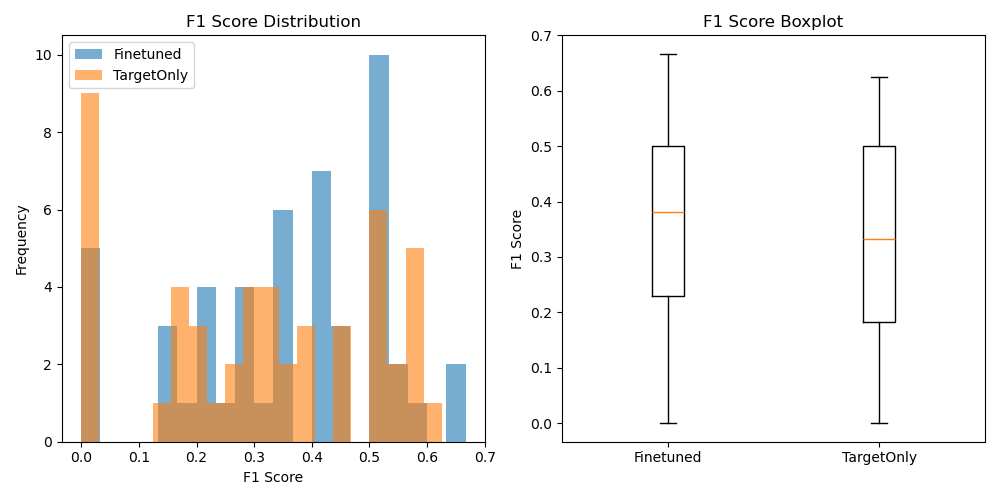 F1 Score Distribution
Finetuned
TargetOnly
10
8
6
4
2
0
Frequency
0.0 0.1 0.2 0.3 0.4 0.5 0.6 0.7
F1 Score
F1 Score Boxplot
0.7
0.6
0.5
0.4
0.3
0.2
0.1
0.0
F1 Score
Finetuned TargetOnly